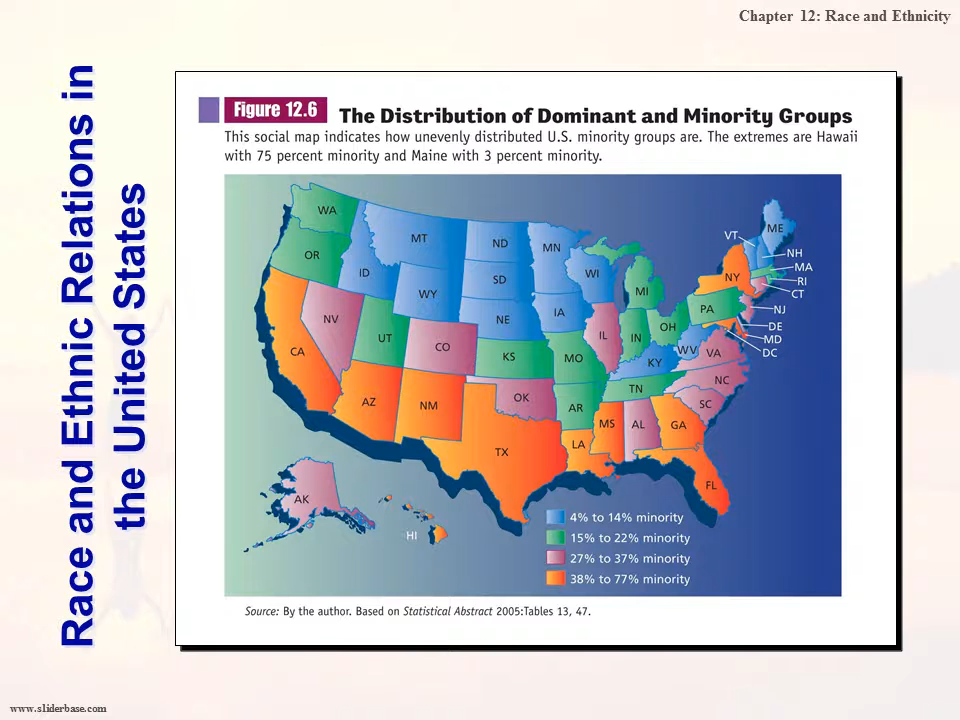 Chapter 12: Race and Ethnicity
Race and Ethnic Relations in
the United States
Figure 12.6 The Distribution of Dominant and Minority Groups
This social map indicates how unevenly distributed U.S. minority groups are. The extremes are Hawaii
with 75 percent minority and Maine with 3 percent minority.
WA
MT
ND
MN
VT
ME
OR
ID
SD
WI
NH
MA
WY
NY
RI
MI
CT
NE
IA
PA
NJ
NV
UT
IL
IN
OH
DE
MD
CA
CO
KS
MO
KY
WV
VA
DC
AZ
NM
OK
TN
NC
AR
SC
MS
AL
GA
TX
LA
FL
AK
HI
4% to 14% minority
15% to 22% minority
27% to 37% minority
38% to 77% minority
Source: By the author. Based on Statistical Abstract 2005:Tables 13, 47.
www.sliderbase.com